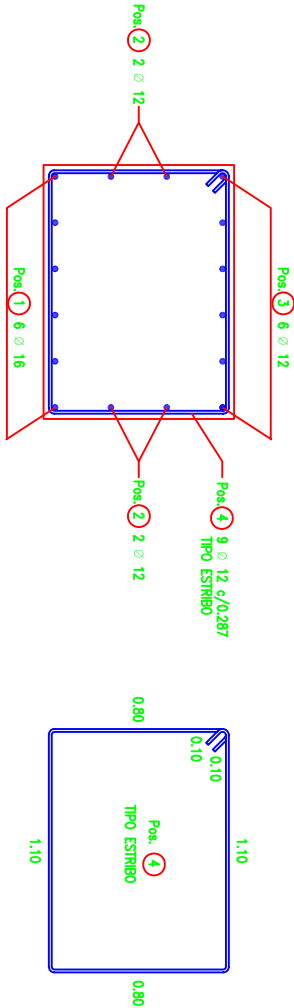 Pos. 3 6 ∅ 12
Pos. 4 9 ∅ 12 c/0.287
TIPO ESTRIBO
Pos. 2 2 ∅ 12
Pos. 2 2 ∅ 12
Pos. 1 6 ∅ 16
1.10
0.10
0.10
0.80
Pos. 4
TIPO ESTRIBO
0.80
1.10